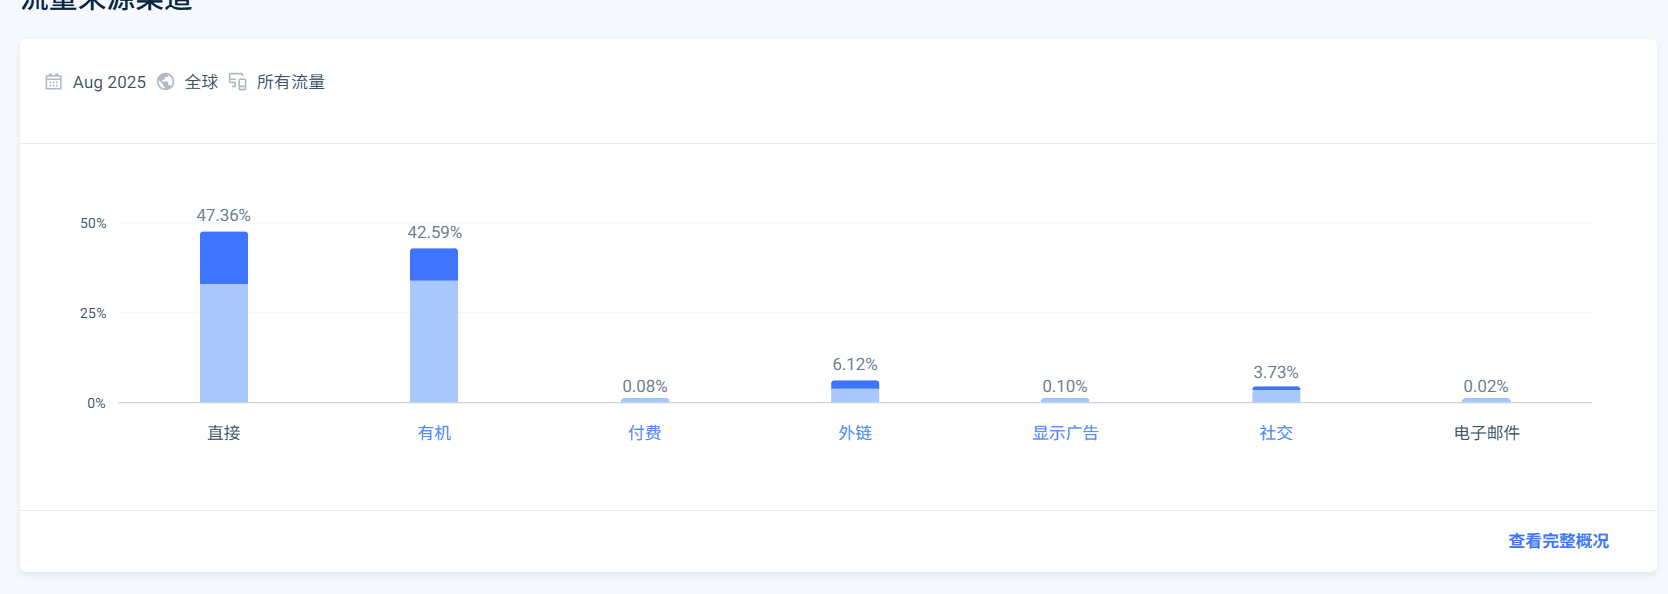 流量来源渠道
Aug 2025 全球 所有流量
50%
25%
0%
47.36%
42.59%
0.08%
6.12%
0.10%
3.73%
0.02%
直接 有机 付费 外链 显示广告 社交 电子邮件
查看完整概况